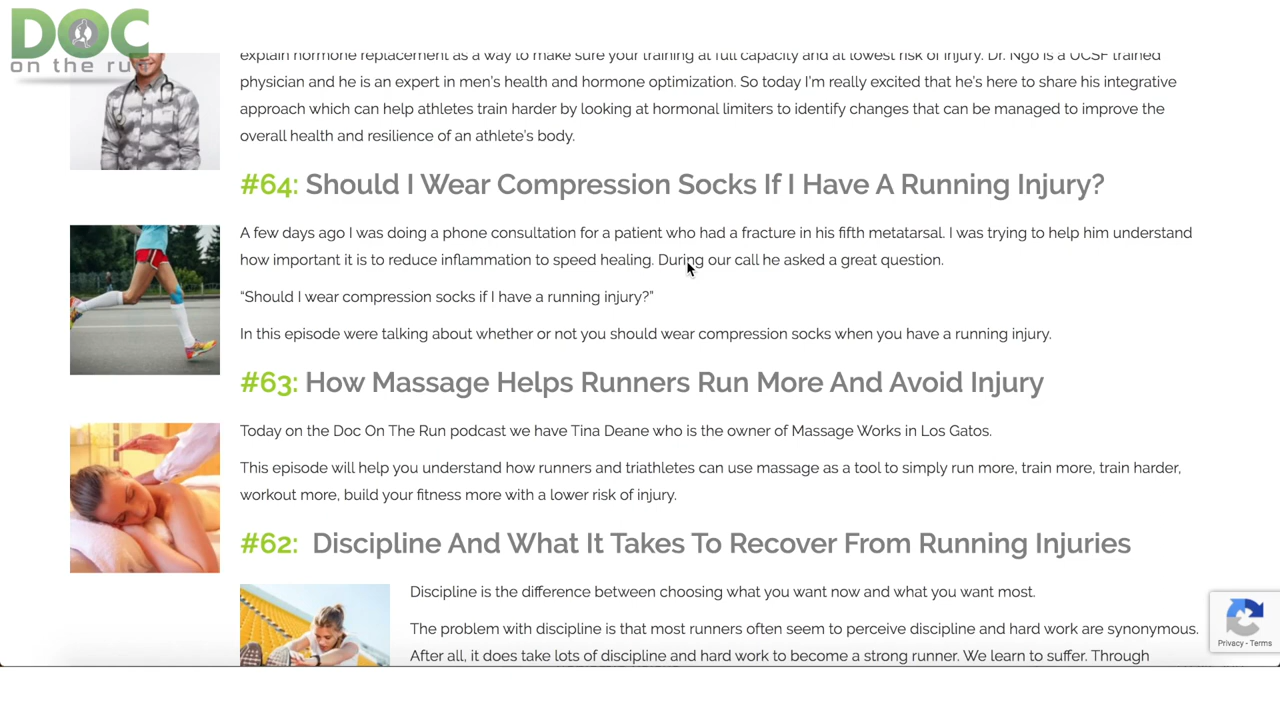 DOC
on the run
explain hormone replacement as a way to make sure your training at full capacity and at lowest risk of injury. Dr. Ngo is a UCSF trained
physician and he is an expert in men's health and hormone optimization. So today I'm really excited that he's here to share his integrative
approach which can help athletes train harder by looking at hormonal limiters to identify changes that can be managed to improve the
overall health and resilience of an athlete's body.
#64: Should I Wear Compression Socks If I Have A Running Injury?
A few days ago I was doing a phone consultation for a patient who had a fracture in his fifth metatarsal. I was trying to help him understand
how important it is to reduce inflammation to speed healing. During our call he asked a great question.
“Should I wear compression socks if I have a running injury?”
In this episode were talking about whether or not you should wear compression socks when you have a running injury.
#63: How Massage Helps Runners Run More And Avoid Injury
Today on the Doc On The Run podcast we have Tina Deane who is the owner of Massage Works in Los Gatos.
This episode will help you understand how runners and triathletes can use massage as a tool to simply run more, train more, train harder,
workout more, build your fitness more with a lower risk of injury.
#62: Discipline And What It Takes To Recover From Running Injuries
Discipline is the difference between choosing what you want now and what you want most.
The problem with discipline is that most runners often seem to perceive discipline and hard work are synonymous.
After all, it does take lots of discipline and hard work to become a strong runner. We learn to suffer. Through
Privacy - Terms